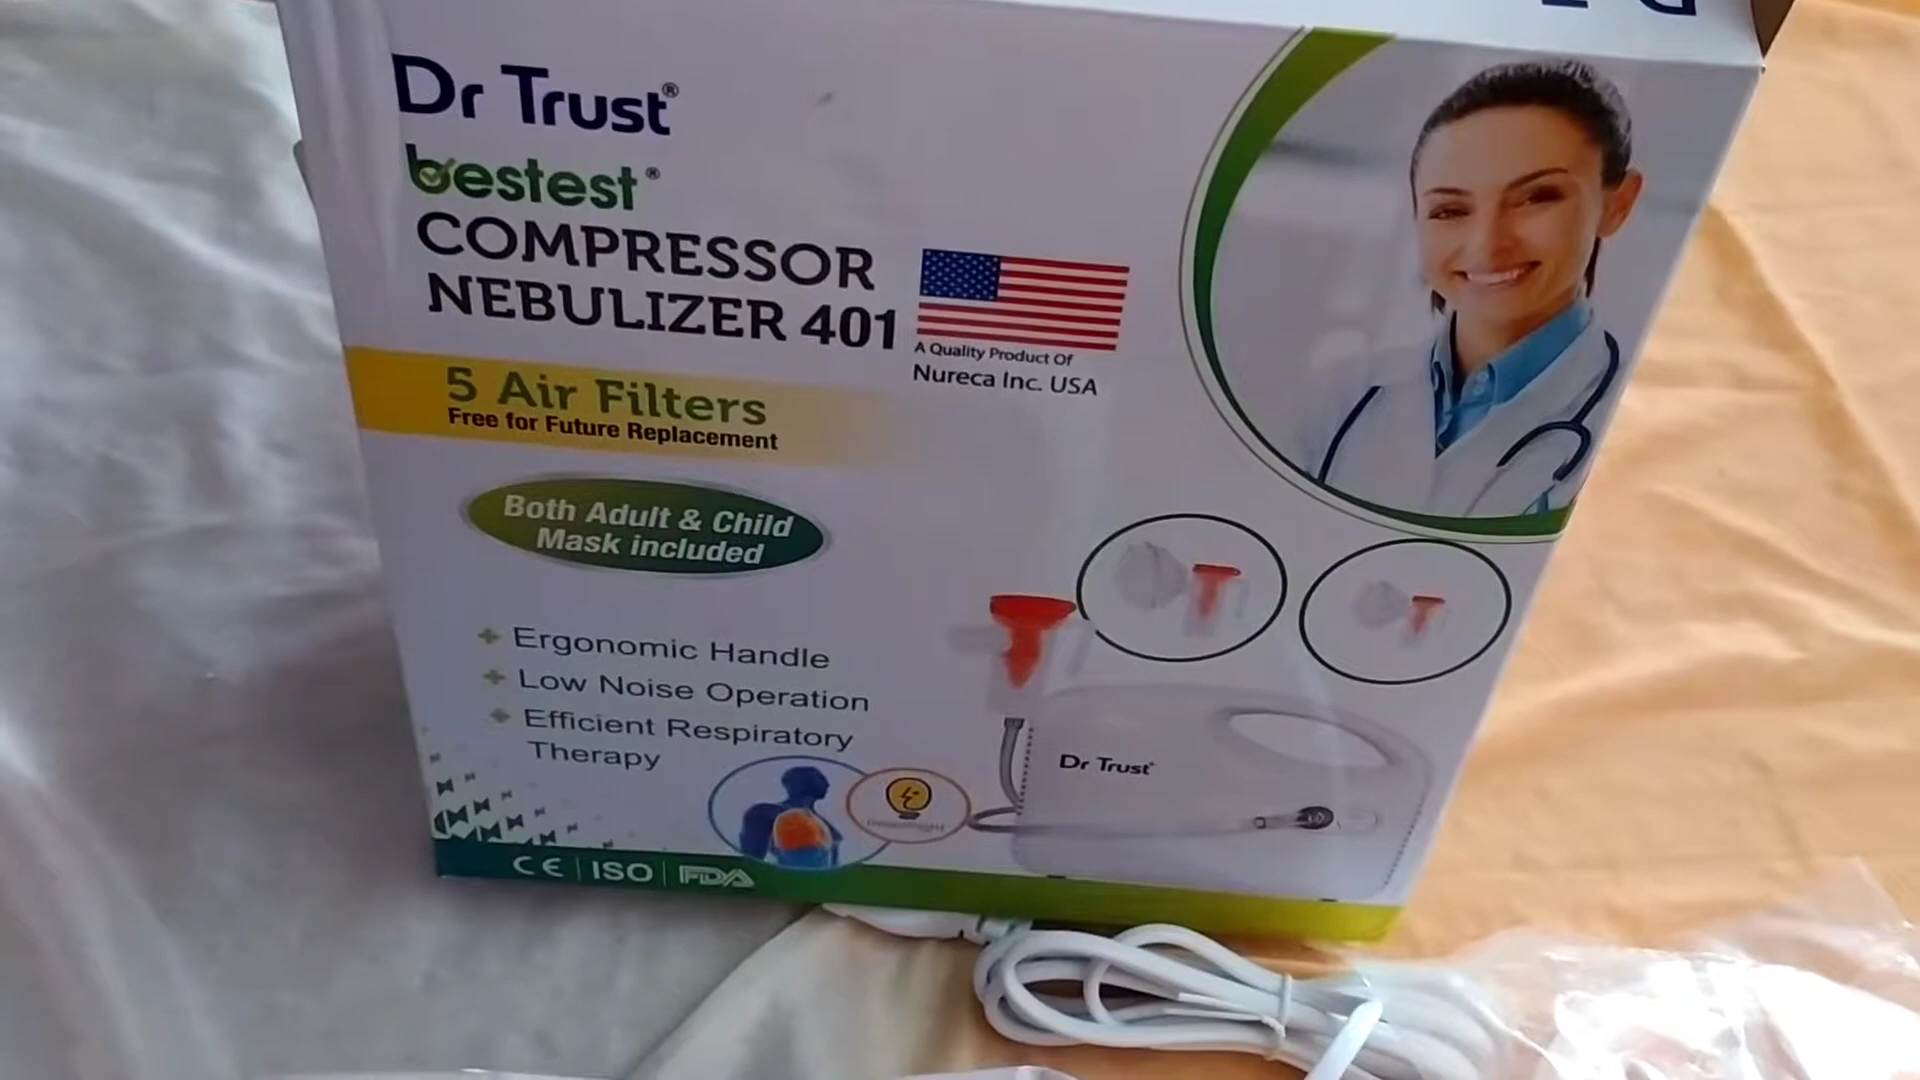 Dr Trust®
bestest®
COMPRESSOR
NEBULIZER 401
A Quality Product Of
Nureca Inc. USA
5 Air Filters
Free for Future Replacement
Both Adult & Child
Mask included
Ergonomic Handle
Low Noise Operation
Efficient Respiratory
Therapy
Dr Trust
CE | ISO | FDA